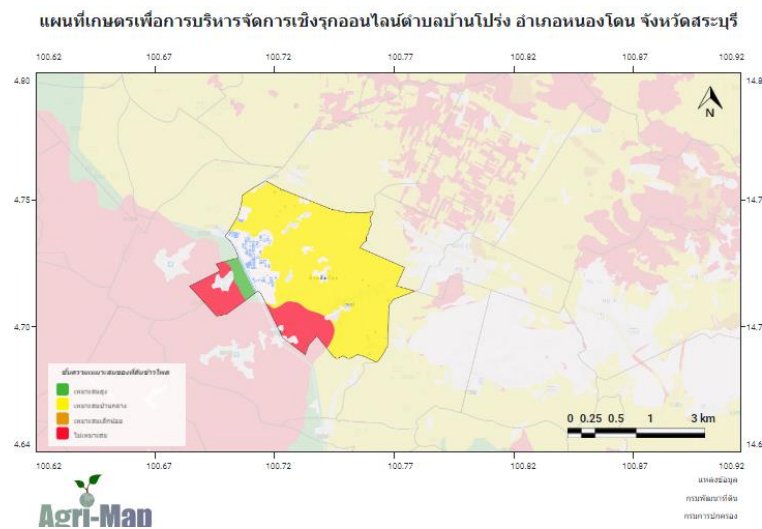 แผนที่เกษตรเพื่อการบริหารจัดการเชิงรุกออนไลน์ตำบลบ้านโปร่ง อำเภอหนองโดน จังหวัดสระบุรี
100.62 100.67 100.72 100.77 100.82 100.87 100.92
4.80 14.8
N
4.75 14.7
4.70 14.7
ชั้นความเหมาะสมของที่ดินข้าวโพด
เหมาะสมสูง
เหมาะสมปานกลาง
เหมาะสมเล็กน้อย
ไม่เหมาะสม
0 0.25 0.5 1 3 km
4.64 14.6
100.62 100.67 100.72 100.77 100.82 100.87 100.92
แหล่งข้อมูล
กรมพัฒนาที่ดิน
กรมการปกครอง
Agri-Map